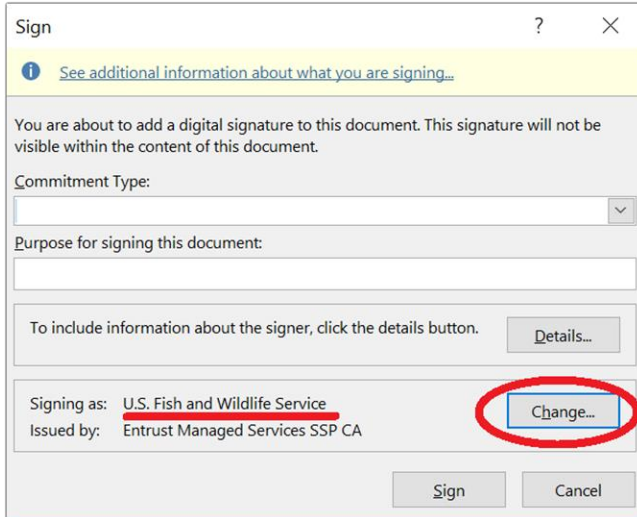 Sign ?
See additional information about what you are signing...
You are about to add a digital signature to this document. This signature will not be
visible within the content of this document.
Commitment Type:
Purpose for signing this document:
To include information about the signer, click the details button.
Details...
Signing as: U.S. Fish and Wildlife Service
Change...
Issued by: Entrust Managed Services SSP CA
Sign Cancel